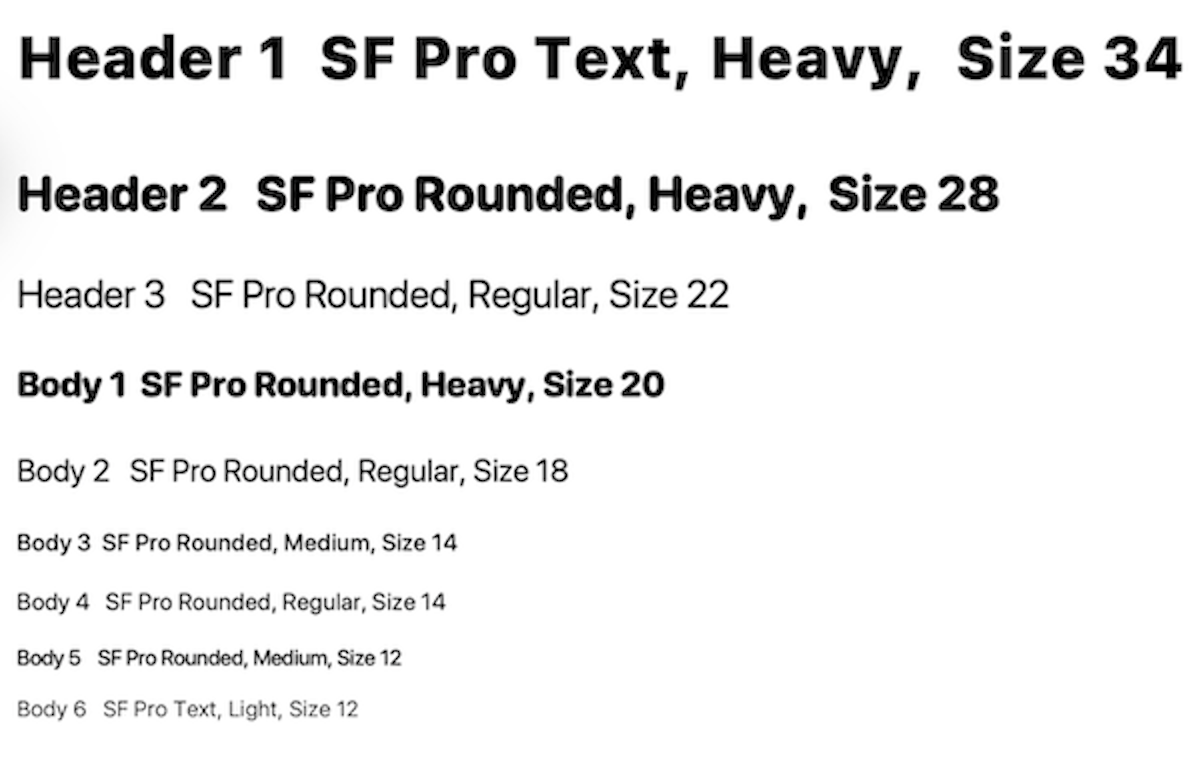 Header 1 SF Pro Text, Heavy, Size 34
Header 2 SF Pro Rounded, Heavy, Size 28
Header 3 SF Pro Rounded, Regular, Size 22
Body 1 SF Pro Rounded, Heavy, Size 20
Body 2 SF Pro Rounded, Regular, Size 18
Body 3 SF Pro Rounded, Medium, Size 14
Body 4 SF Pro Rounded, Regular, Size 14
Body 5 SF Pro Rounded, Medium, Size 12
Body 6 SF Pro Text, Light, Size 12